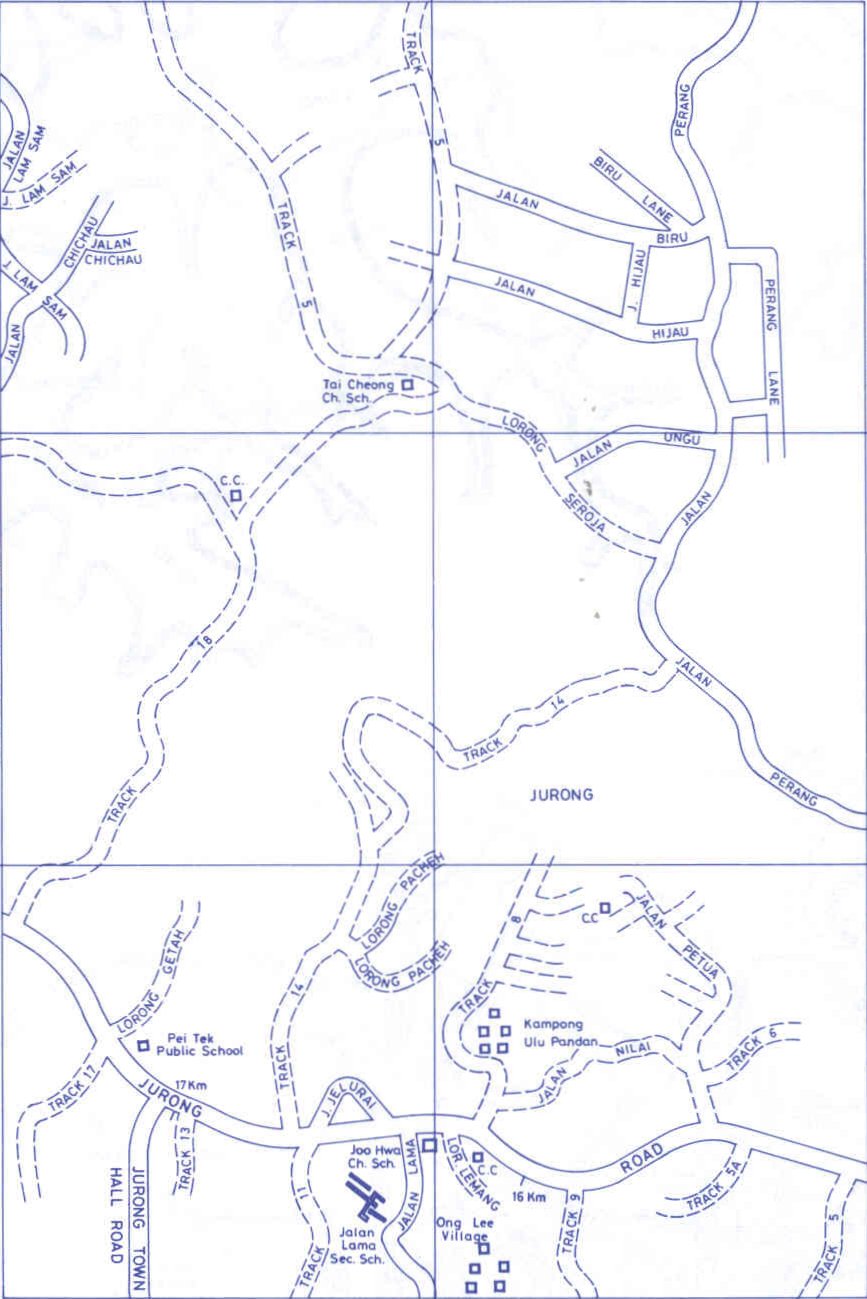 TRACK
5
PERANG
JALAN
LAM SAM
J. LAM SAM
BIRU LANE
JALAN
BIRU
TRACK
5
CHICHAU
JALAN
CHICHAU
J. LAM SAM
JALAN
JALAN
J. HIJAU
HIJAU
PERANG LANE
Tai Cheong
Ch. Sch.
LORONG
SEROJA
JALAN
UNGU
JALAN
C.C.
18
TRACK
JALAN
PERANG
TRACK
14
JURONG
LORONG PACHEH
LORONG PACHEH
LORONG
GETAH
14
TRACK
8
TRACK
C.C
JALAN
PETUA
Pei Tek
Public School
Kampong
Ulu Pandan
JALAN
NILAI
TRACK 6
TRACK 17
17 Km
JURONG
J. JELURAI
TRACK 13
JURONG TOWN
HALL ROAD
Joo Hwa
Ch. Sch.
LAMA
JALAN
LOR. LEMANG
C.C
16 Km
ROAD
TRACK 5A
11
TRACK
Jalan
Lama
Sec. Sch.
Ong Lee
Village
TRACK 9
TRACK
5